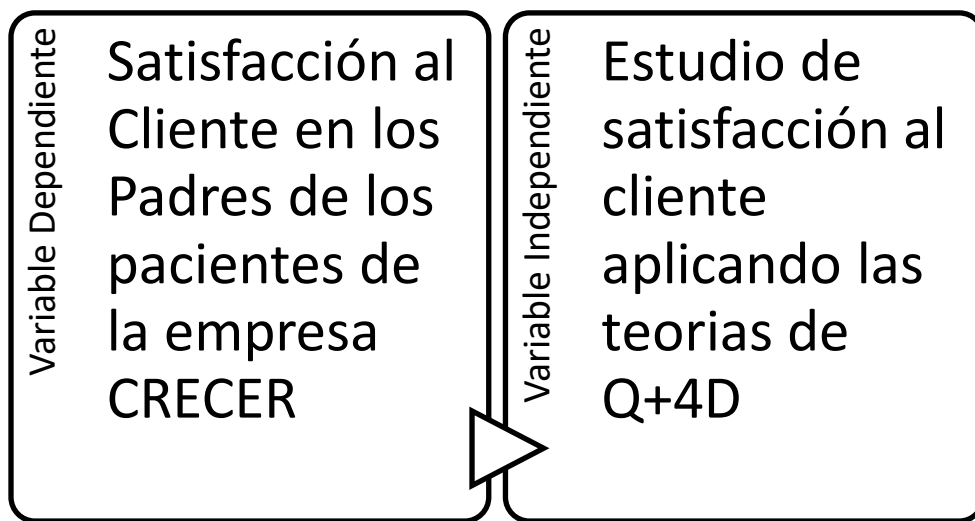 Variable Dependiente
Satisfacción al
Cliente en los
Padres de los
pacientes de
la empresa
CRECER
Variable Independiente
Estudio de
satisfacción al
cliente
aplicando las
teorias de
Q+4D